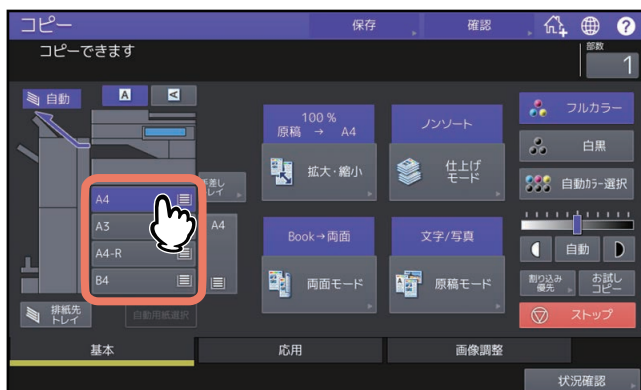 コピー
保存
確認
?
コピーできます
部数
1
自動
A
A
100 %
原稿 → A4
ノンソート
フルカラー
拡大・縮小
仕上げ
モード
白黒
手差し
トレイ
自動カラー選択
A4
A3
A4
A4-R
B4
Book→両面
文字/写真
自動
両面モード
原稿モード
割り込み
優先
お試し
コピー
排紙先
トレイ
自動用紙選択
ストップ
基本
応用
画像調整
状況確認